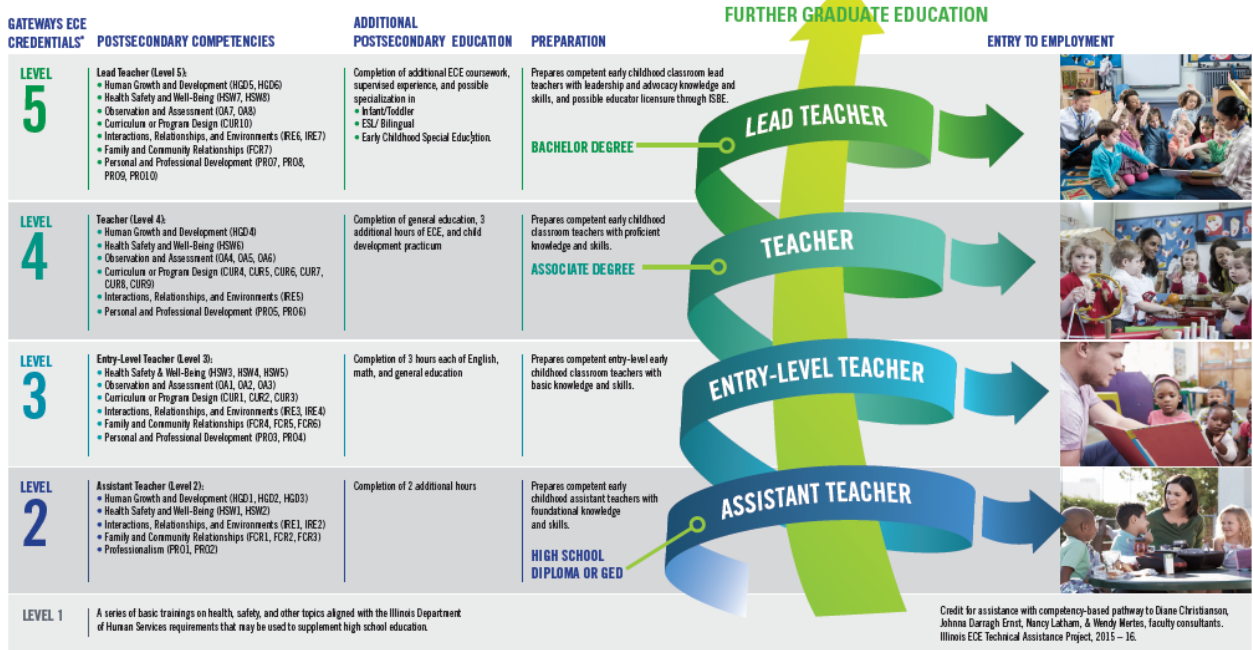 FURTHER GRADUATE EDUCATION
GATEWAYS ECE
CREDENTIALS*
POSTSECONDARY COMPETENCIES
ADDITIONAL
POSTSECONDARY EDUCATION
PREPARATION
ENTRY TO EMPLOYMENT
LEVEL
5
Lead Teacher (Level 5):
• Human Growth and Development (HGD5, HGD6)
• Health Safety and Well-Being (HSW7, HSW8)
• Observation and Assessment (OA7, OA8)
• Curriculum or Program Design (CUR10)
• Interactions, Relationships, and Environments (IRE6, IRE7)
• Family and Community Relationships (FCR7)
• Personal and Professional Development (PRO7, PRO8,
PRO9, PRO10)
Completion of additional ECE coursework,
supervised experience, and possible
specialization in
• Infant/Toddler
• ESL/ Bilingual
• Early Childhood Special Education.
Prepares competent early childhood classroom lead
teachers with leadership and advocacy knowledge and
skills, and possible educator licensure through ISBE.
BACHELOR DEGREE
LEAD TEACHER
LEVEL
4
Teacher (Level 4):
• Human Growth and Development (HGD4)
• Health Safety and Well-Being (HSW6)
• Observation and Assessment (OA4, OA5, OA6)
• Curriculum or Program Design (CUR4, CUR5, CUR6, CUR7,
CUR8, CUR9)
• Interactions, Relationships, and Environments (IRE5)
• Personal and Professional Development (PRO5, PRO6)
Completion of general education, 3
additional hours of ECE, and child
development practicum
Prepares competent early childhood
classroom teachers with proficient
knowledge and skills.
ASSOCIATE DEGREE
TEACHER
LEVEL
3
Entry-Level Teacher (Level 3):
• Health Safety & Well-Being (HSW3, HSW4, HSW5)
• Observation and Assessment (OA1, OA2, OA3)
• Curriculum or Program Design (CUR1, CUR2, CUR3)
• Interactions, Relationships, and Environments (IRE3, IRE4)
• Family and Community Relationships (FCR4, FCR5, FCR6)
• Personal and Professional Development (PRO3, PRO4)
Completion of 3 hours each of English,
math, and general education
Prepares competent entry-level early
childhood classroom teachers with
basic knowledge and skills.
ENTRY-LEVEL TEACHER
LEVEL
2
Assistant Teacher (Level 2):
• Human Growth and Development (HGD1, HGD2, HGD3)
• Health Safety and Well-Being (HSW1, HSW2)
• Interactions, Relationships, and Environments (IRE1, IRE2)
• Family and Community Relationships (FCR1, FCR2, FCR3)
• Professionalism (PRO1, PRO2)
Completion of 2 additional hours
Prepares competent early
childhood assistant teachers with
foundational knowledge
and skills.
HIGH SCHOOL
DIPLOMA OR GED
ASSISTANT TEACHER
LEVEL 1
A series of basic trainings on health, safety, and other topics aligned with the Illinois Department
of Human Services requirements that may be used to supplement high school education.
Credit for assistance with competency-based pathway to Diane Christianson,
Johnna Darragh Ernst, Nancy Latham, & Wendy Mertes, faculty consultants.
Illinois ECE Technical Assistance Project, 2015 – 16.